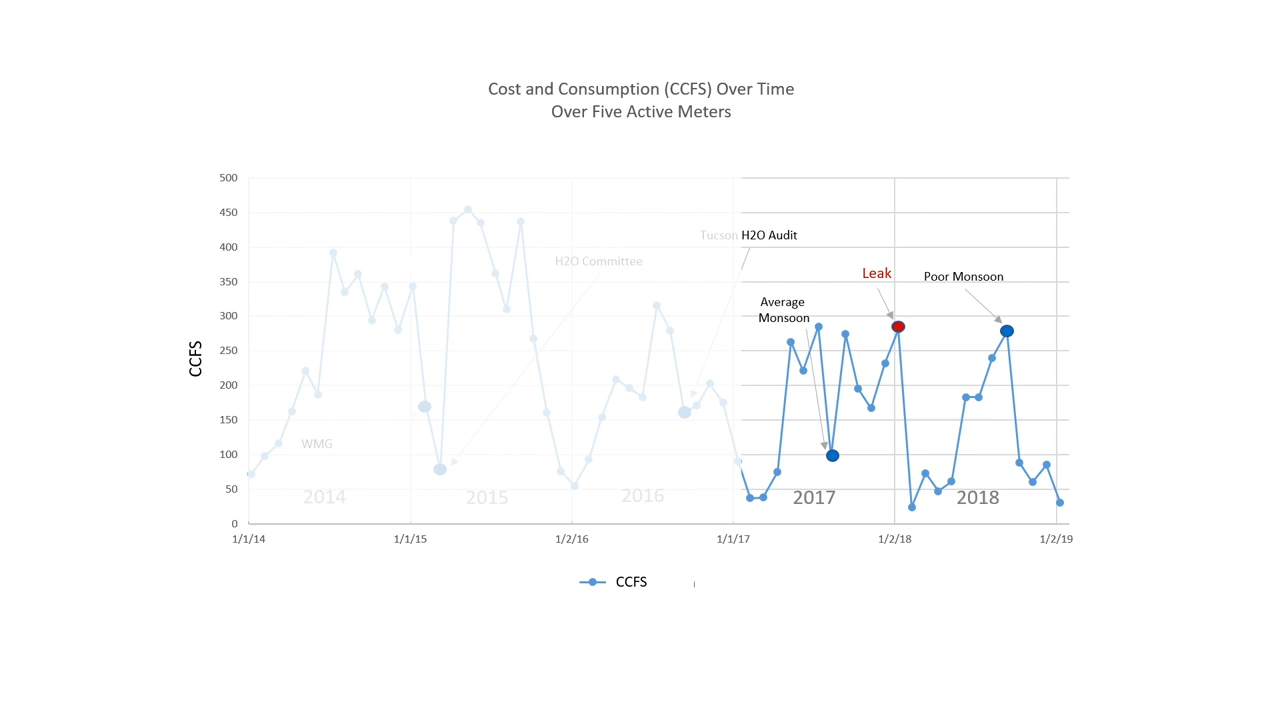 Cost and Consumption (CCFS) Over Time
Over Five Active Meters
500
450
400
350
300
250
200
150
100
50
0
CCFS
Tucson H2O Audit
H2O Committee
Leak
Poor Monsoon
Average
Monsoon
WMG
2014
2015
2016
2017
2018
1/1/14
1/1/15
1/2/16
1/1/17
1/2/18
1/2/19
CCFS